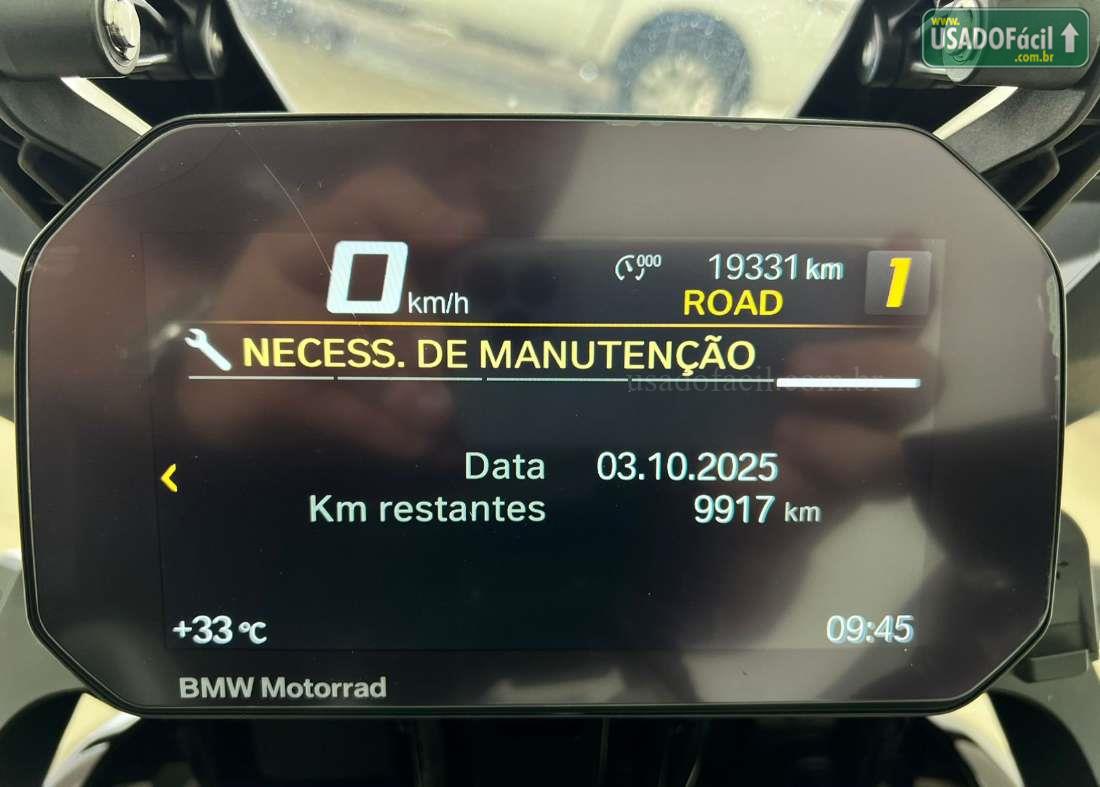 www.
USADOFácil
.com.br
0 km/h
000 19331 km
ROAD
1
NECESS. DE MANUTENÇÃO
usadofacil.com.br
Data 03.10.2025
Km restantes 9917 km
+33 °C
09:45
BMW Motorrad